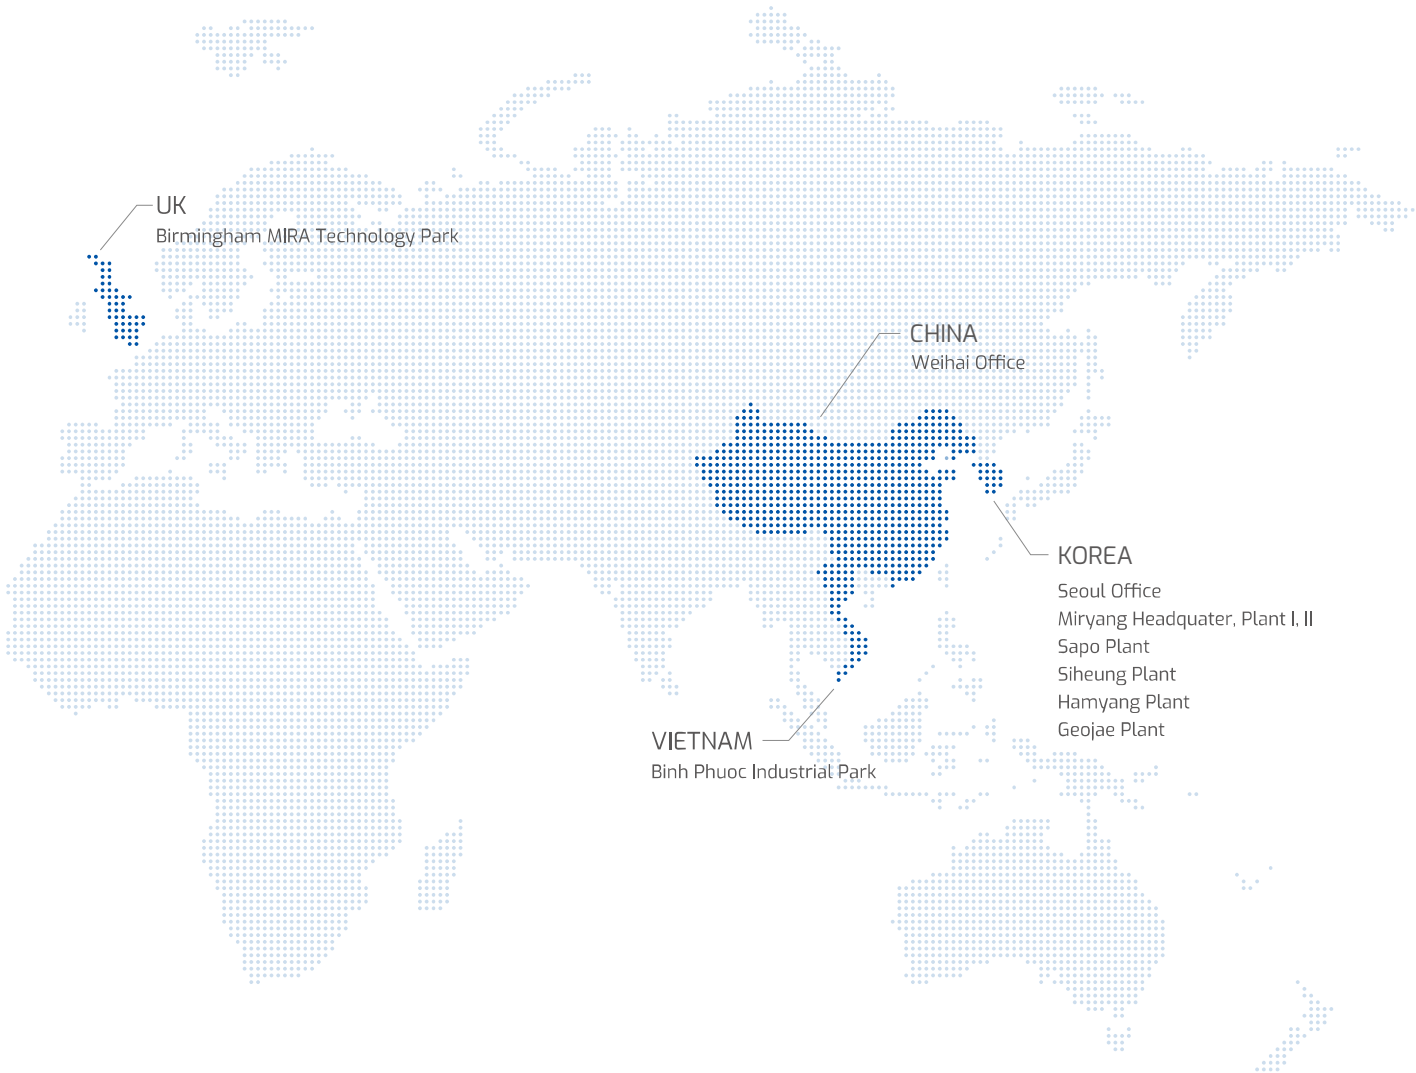 UK
Birmingham MIRA Technology Park
CHINA
Weihai Office
KOREA
Seoul Office
Miryang Headquater, Plant I, II
Sapo Plant
Siheung Plant
Hamyang Plant
Geojae Plant
VIETNAM
Binh Phuoc Industrial Park